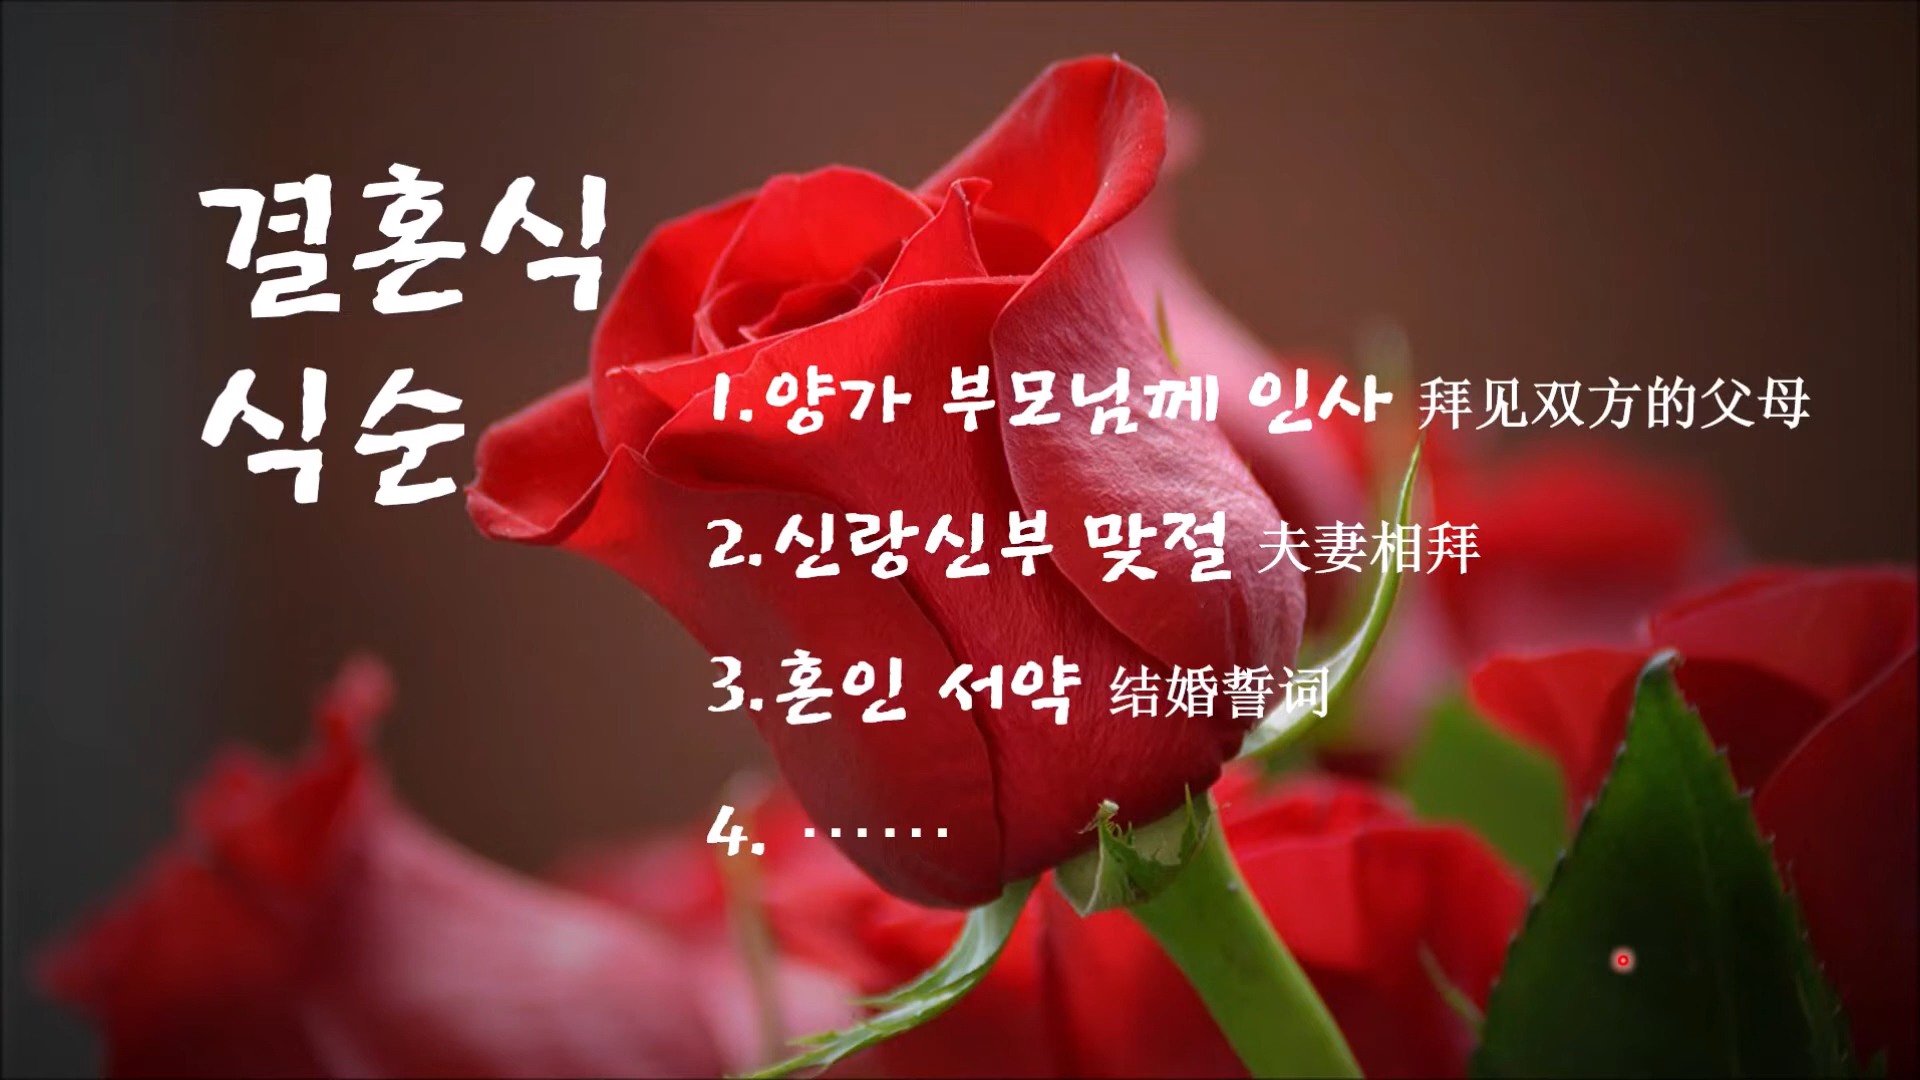 결혼식
식순
1.양가 부모님께 인사 拜见双方的父母
2.신랑신부 맞절 夫妻相拜
3.혼인 서약 结婚誓词
4. ……